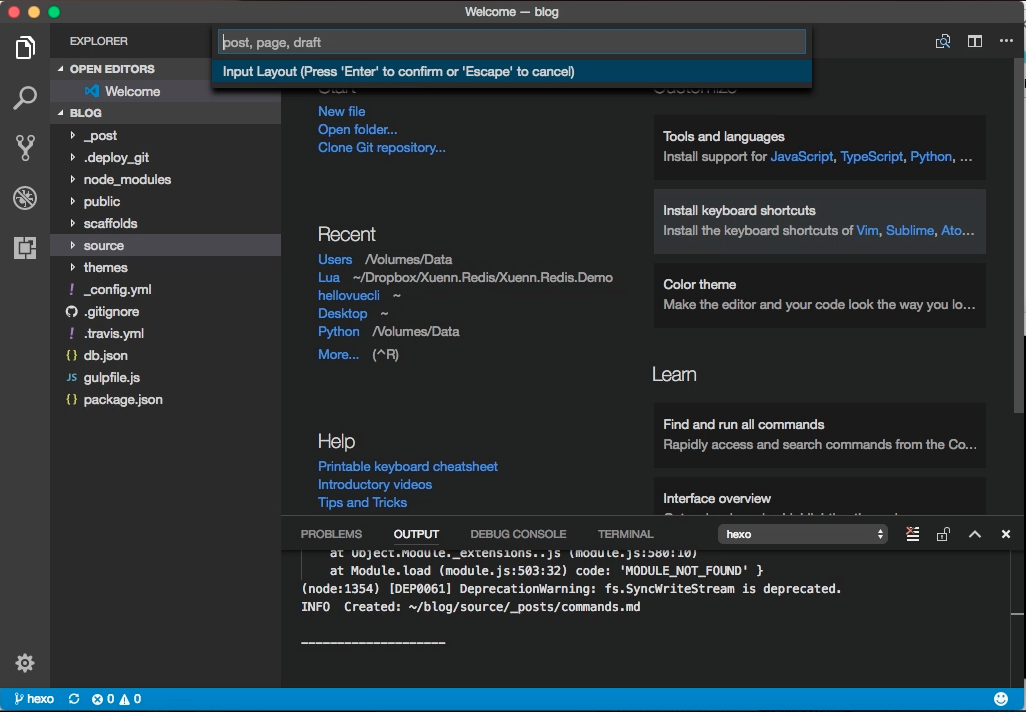 Welcome — blog
EXPLORER
post, page, draft
Input Layout (Press 'Enter' to confirm or 'Escape' to cancel)
OPEN EDITORS
Welcome
BLOG
_post
.deploy_git
node_modules
public
scaffolds
source
themes
! _config.yml
.gitignore
! .travis.yml
{} db.json
JS gulpfile.js
{} package.json
Start
New file
Open folder...
Clone Git repository...
Recent
Users /Volumes/Data
Lua ~/Dropbox/Xuenn.Redis/Xuenn.Redis.Demo
hellovuecli ~
Desktop ~
Python /Volumes/Data
More... (^R)
Help
Printable keyboard cheatsheet
Introductory videos
Tips and Tricks
Customize
Tools and languages
Install support for JavaScript, TypeScript, Python, ...
Install keyboard shortcuts
Install the keyboard shortcuts of Vim, Sublime, Ato...
Color theme
Make the editor and your code look the way you lo...
Learn
Find and run all commands
Rapidly access and search commands from the Co...
Interface overview
PROBLEMS OUTPUT DEBUG CONSOLE TERMINAL hexo
at Object.Module._extensions..js (module.js:580:10)
at Module.load (module.js:503:32) code: 'MODULE_NOT_FOUND' }
(node:1354) [DEP0061] DeprecationWarning: fs.SyncWriteStream is deprecated.
INFO Created: ~/blog/source/_posts/commands.md
____________________
hexo 0 0